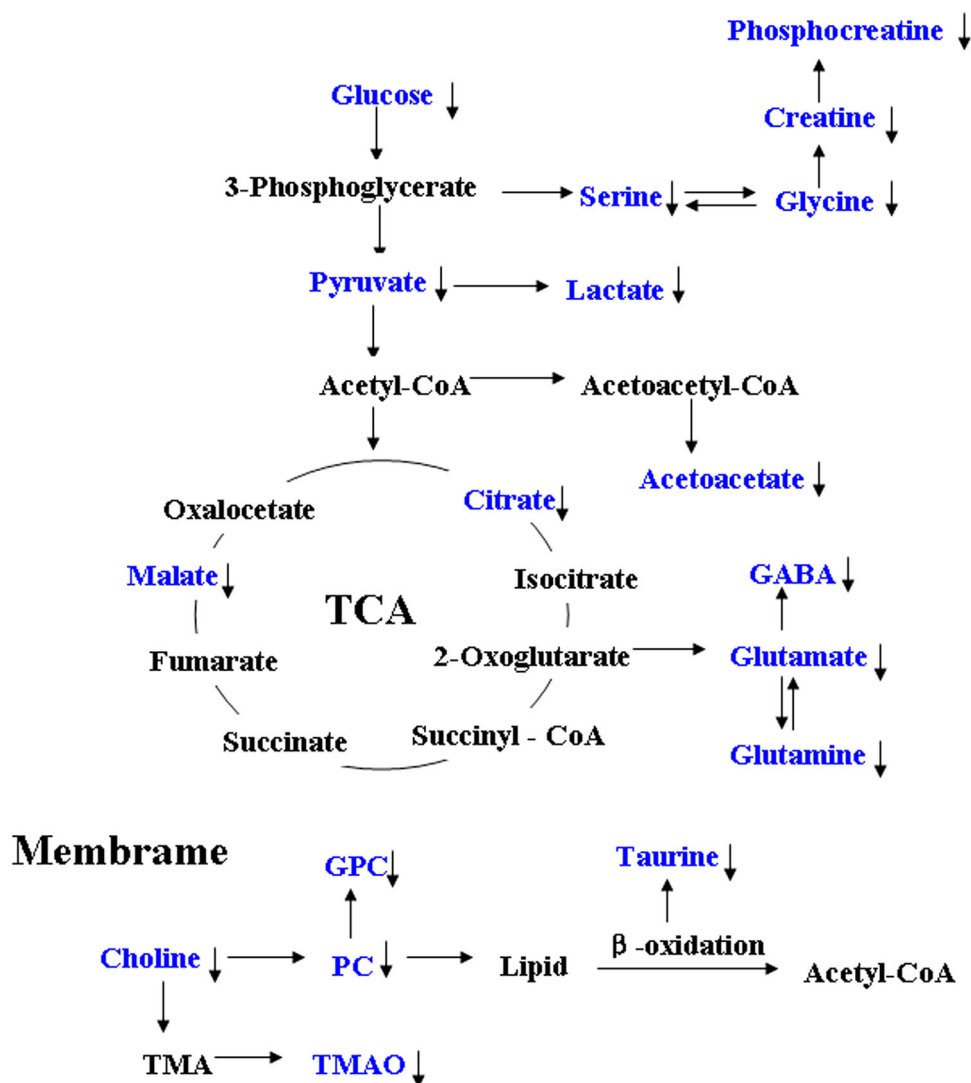 Phosphocreatine ↓
Glucose ↓
Creatine ↓
3-Phosphoglycerate
Serine ↓
Glycine ↓
Pyruvate ↓
Lactate ↓
Acetyl-CoA
Acetoacetyl-CoA
Acetoacetate ↓
Citrate ↓
Oxalocetate
Malate ↓
Isocitrate
GABA ↓
TCA
Fumarate
2-Oxoglutarate
Glutamate ↓
Succinate
Succinyl - CoA
Glutamine ↓
Membrame
GPC ↓
Taurine ↓
Choline ↓
PC ↓
Lipid
β -oxidation
Acetyl-CoA
TMA
TMAO ↓